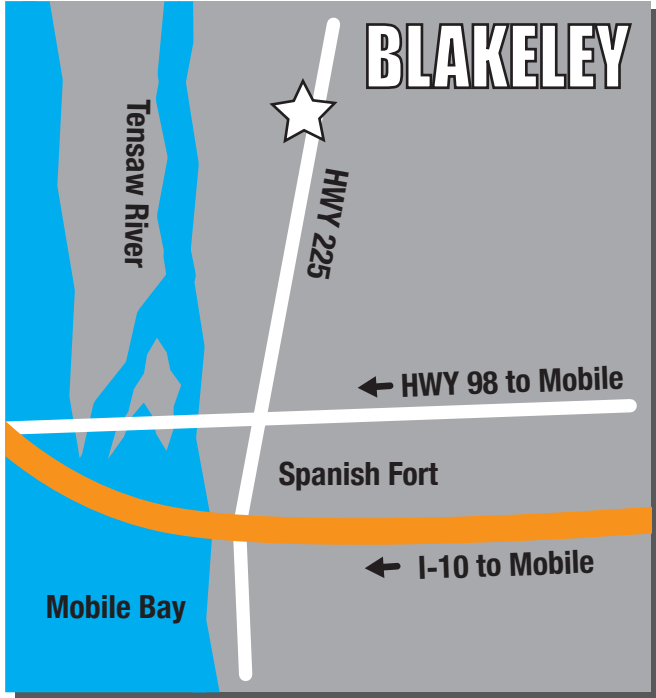 BLAKELEY
Tensaw River
HWY 225
HWY 98 to Mobile
Spanish Fort
I-10 to Mobile
Mobile Bay